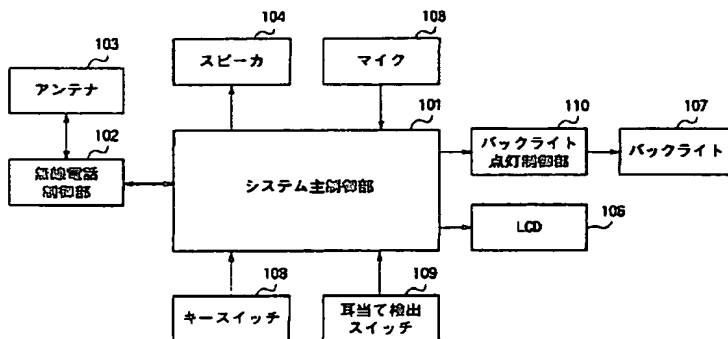 103
アンテナ
102
無線電話
制御部
104
スピーカ
108
マイク
101
システム主制御部
110
バックライト
点灯制御部
107
バックライト
106
LCD
103
キースイッチ
109
耳当て検出
スイッチ